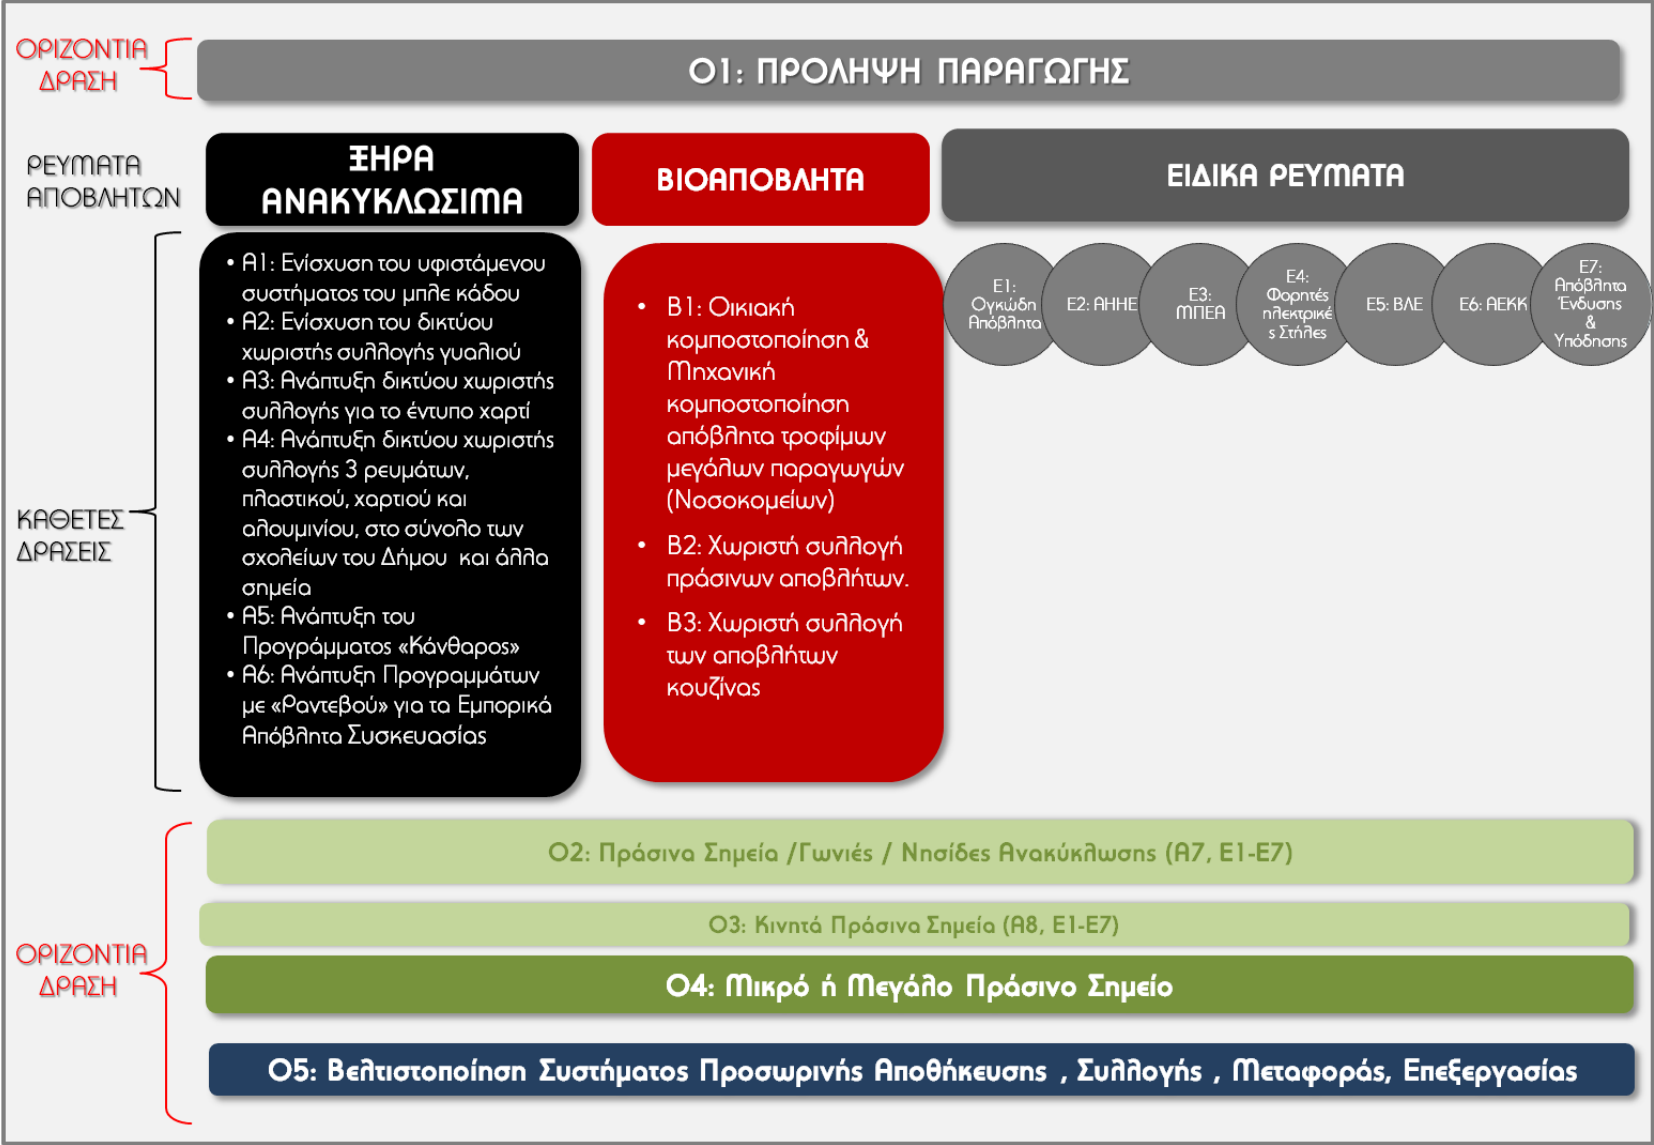 ΟΡΙΖΟΝΤΙΑ
ΔΡΑΣΗ
Ο1: ΠΡΟΛΗΨΗ ΠΑΡΑΓΩΓΗΣ
ΡΕΥΜΑΤΑ
ΑΠΟΒΛΗΤΩΝ
ΞΗΡΑ
ΑΝΑΚΥΚΛΩΣΙΜΑ
ΒΙΟΑΠΟΒΛΗΤΑ
ΕΙΔΙΚΑ ΡΕΥΜΑΤΑ
ΚΑΘΕΤΕΣ
ΔΡΑΣΕΙΣ
• Α1: Ενίσχυση του υφιστάμενου
συστήματος του μπλε κάδου
• Α2: Ενίσχυση του δικτύου
χωριστής συλλογής γυαλιού
• Α3: Ανάπτυξη δικτύου χωριστής
συλλογής για το έντυπο χαρτί
• Α4: Ανάπτυξη δικτύου χωριστής
συλλογής 3 ρευμάτων,
πλαστικού, χαρτιού και
αλουμινίου, στο σύνολο των
σχολείων του Δήμου και άλλα
σημεία
• Α5: Ανάπτυξη του
Προγράμματος «Κάνθαρος»
• Α6: Ανάπτυξη Προγραμμάτων
με «Ραντεβού» για τα Εμπορικά
Απόβλητα Συσκευασίας
• Β1: Οικιακή
κομποστοποίηση &
Μηχανική
κομποστοποίηση
απόβλητα τροφίμων
μεγάλων παραγωγών
(Νοσοκομείων)
• Β2: Χωριστή συλλογή
πράσινων αποβλήτων.
• Β3: Χωριστή συλλογή
των αποβλήτων
κουζίνας
Ε1:
Ογκώδη
Απόβλητα
Ε2: ΑΗΗΕ
Ε3:
ΜΠΕΑ
Ε4:
Φορητές
ηλεκτρικέ
ς Στήλες
Ε5: ΒΛΕ
Ε6: ΑΕΚΚ
Ε7:
Απόβλητα
Ένδυσης
&
Υπόδησης
ΟΡΙΖΟΝΤΙΑ
ΔΡΑΣΗ
Ο2: Πράσινα Σημεία /Γωνιές / Νησίδες Ανακύκλωσης (Α7, Ε1-Ε7)
Ο3: Κινητά Πράσινα Σημεία (Α8, Ε1-Ε7)
Ο4: Μικρό ή Μεγάλο Πράσινο Σημείο
Ο5: Βελτιστοποίηση Συστήματος Προσωρινής Αποθήκευσης , Συλλογής , Μεταφοράς, Επεξεργασίας